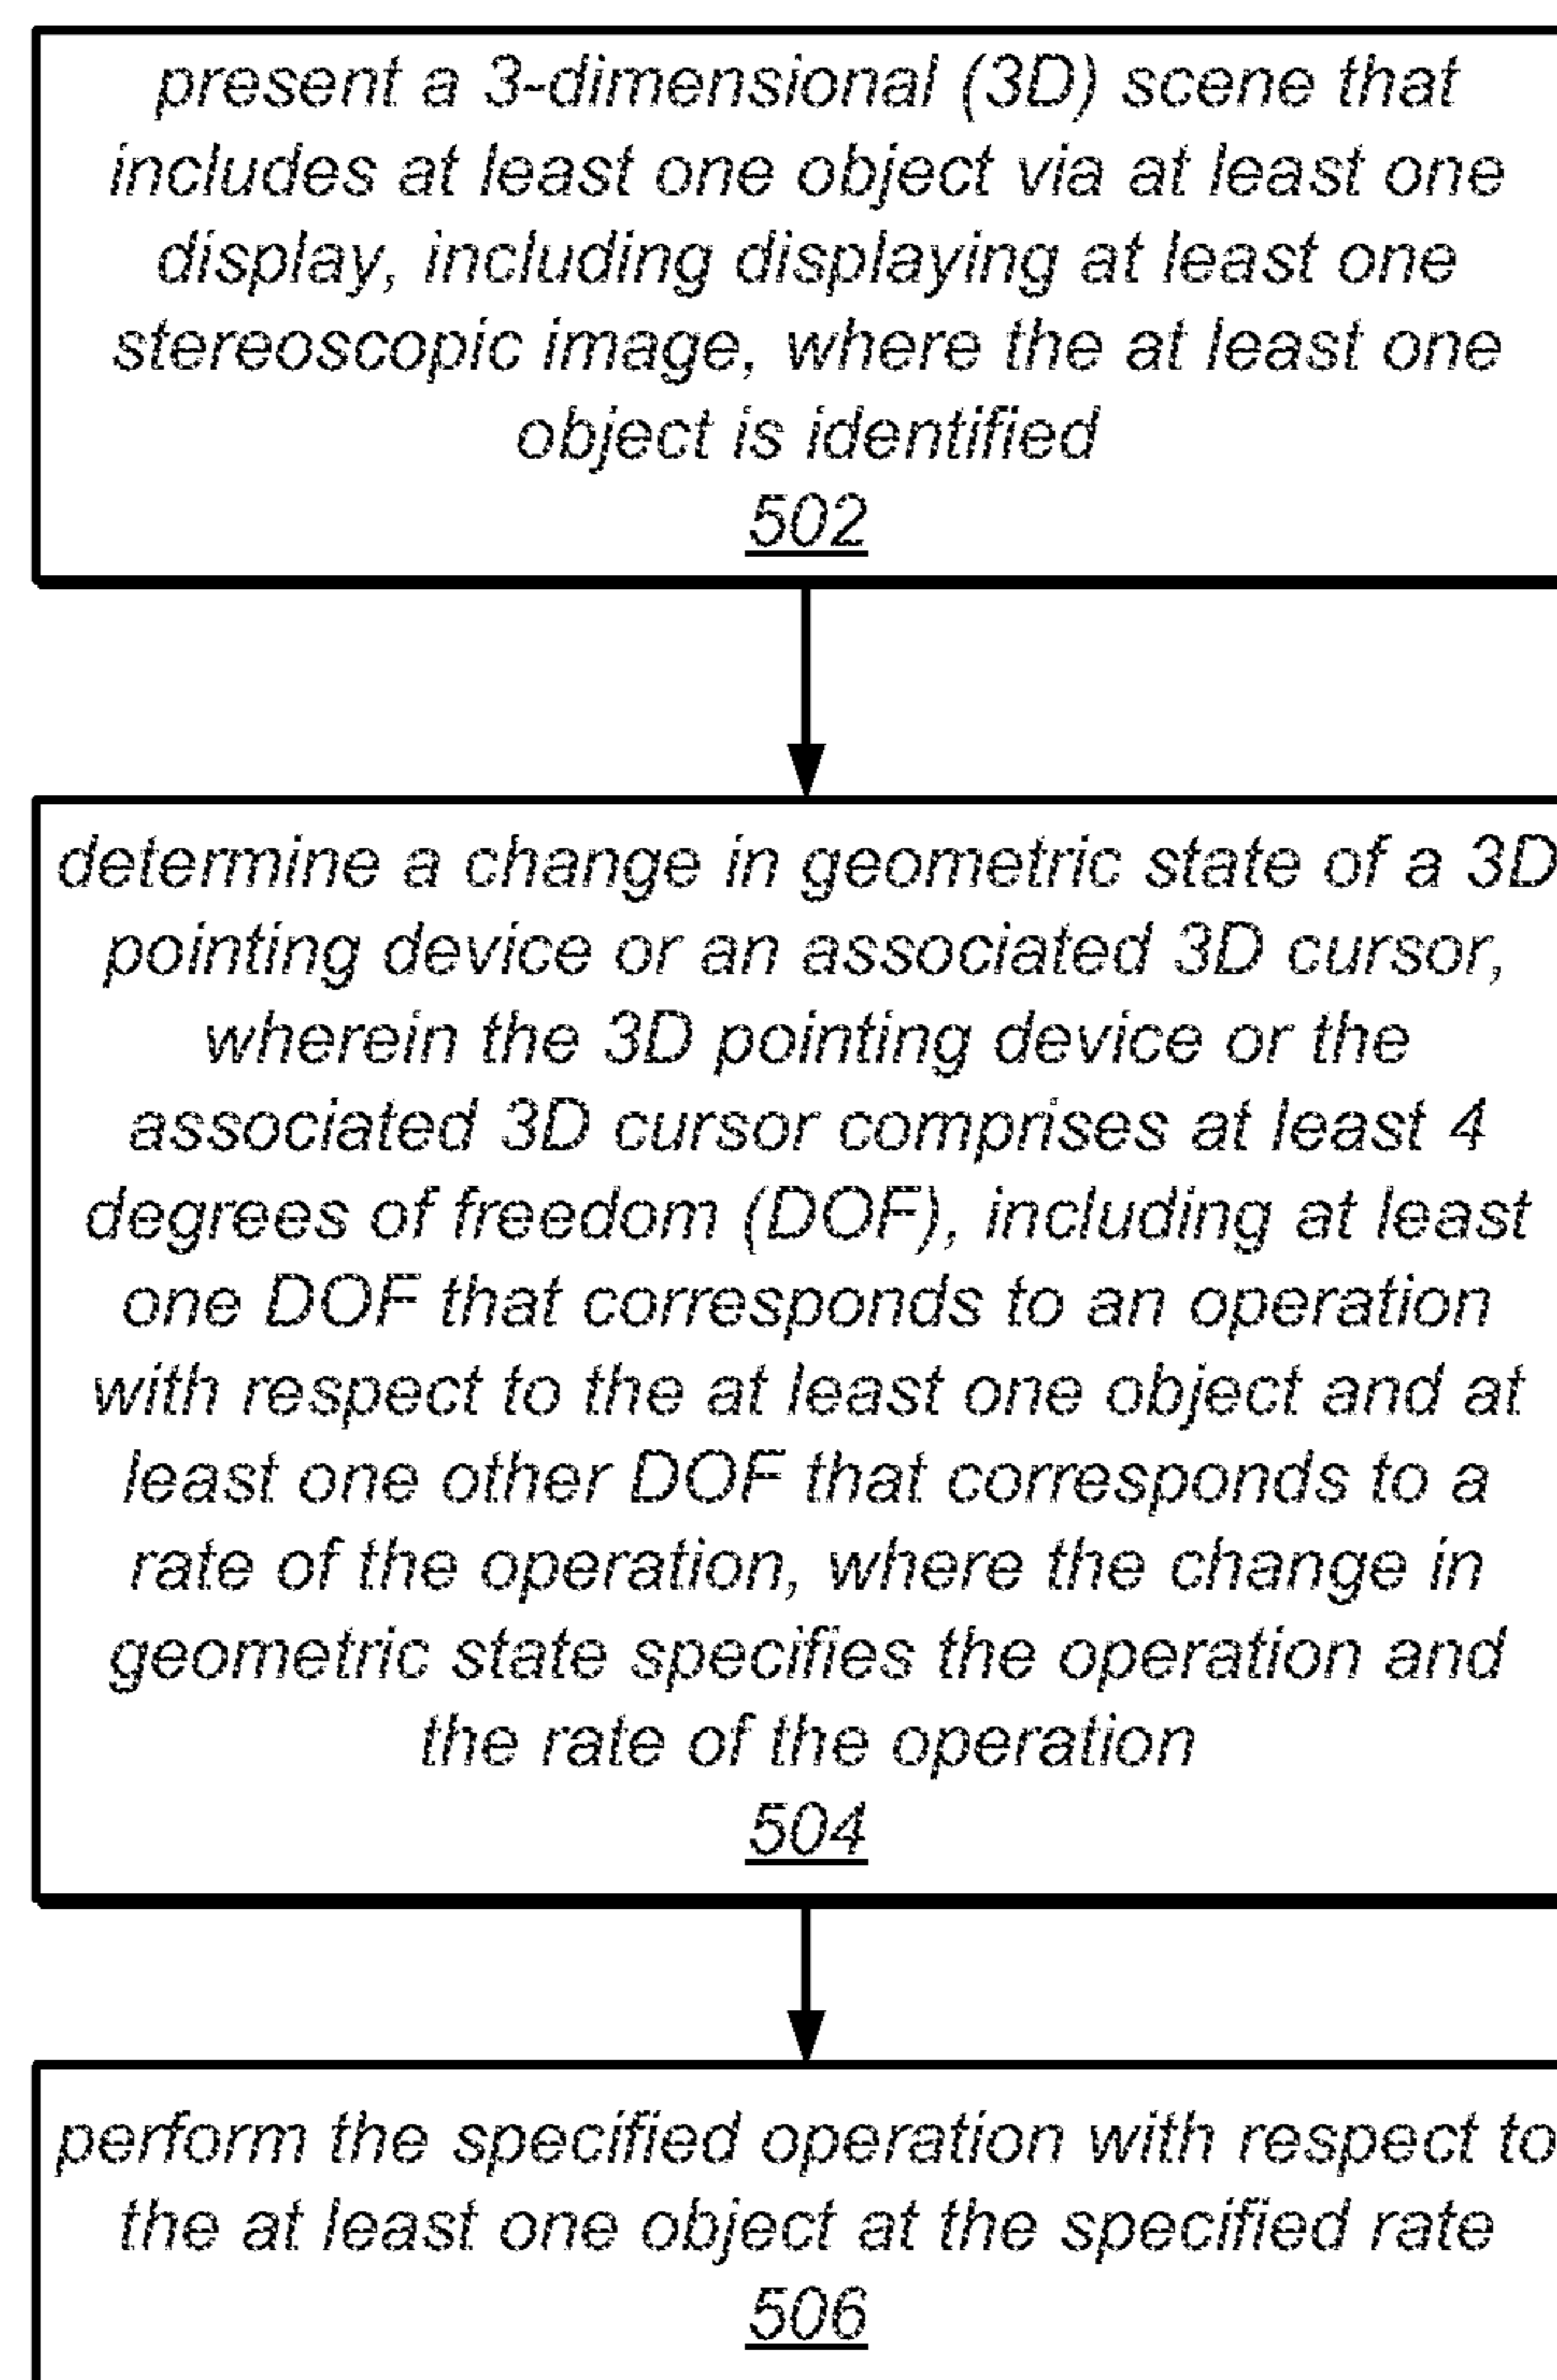 present a 3-dimensional (3D) scene that
includes at least one object via at least one
display, including displaying at least one
stereoscopic image, where the at least one
object is identified
502
determine a change in geometric state of a 3D
pointing device or an associated 3D cursor,
wherein the 3D pointing device or the
associated 3D cursor comprises at least 4
degrees of freedom (DOF), including at least
one DOF that corresponds to an operation
with respect to the at least one object and at
least one other DOF that corresponds to a
rate of the operation, where the change in
geometric state specifies the operation and
the rate of the operation
504
perform the specified operation with respect to
the at least one object at the specified rate
506